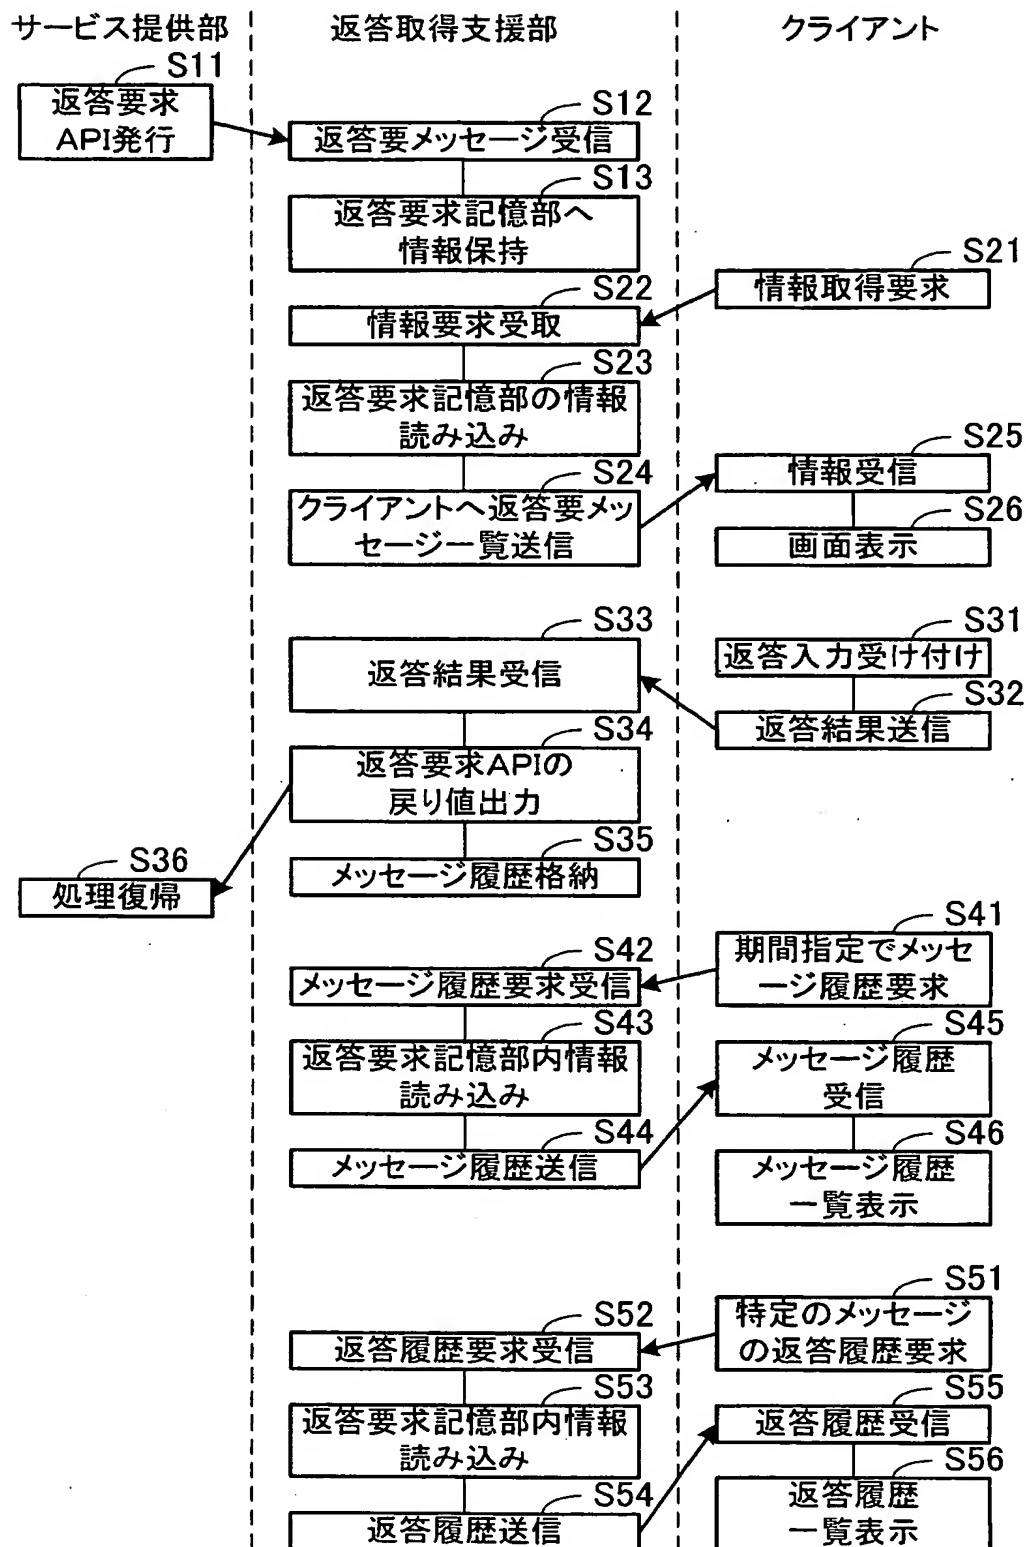 サービス提供部
返答取得支援部
クライアント
S11
返答要求
API発行
S12
返答要メッセージ受信
S13
返答要求記憶部へ
情報保持
S21
情報取得要求
S22
情報要求受取
S23
返答要求記憶部の情報
読み込み
S24
クライアントへ返答要メッ
セージ一覧送信
S25
情報受信
S26
画面表示
S31
返答入力受け付け
S32
返答結果送信
S33
返答結果受信
S34
返答要求APIの
戻り値出力
S35
メッセージ履歴格納
S36
処理復帰
S41
期間指定でメッセ
ージ履歴要求
S42
メッセージ履歴要求受信
S43
返答要求記憶部内情報
読み込み
S44
メッセージ履歴送信
S45
メッセージ履歴
受信
S46
メッセージ履歴
一覧表示
S51
特定のメッセージ
の返答履歴要求
S52
返答履歴要求受信
S53
返答要求記憶部内情報
読み込み
S54
返答履歴送信
S55
返答履歴受信
S56
返答履歴
一覧表示